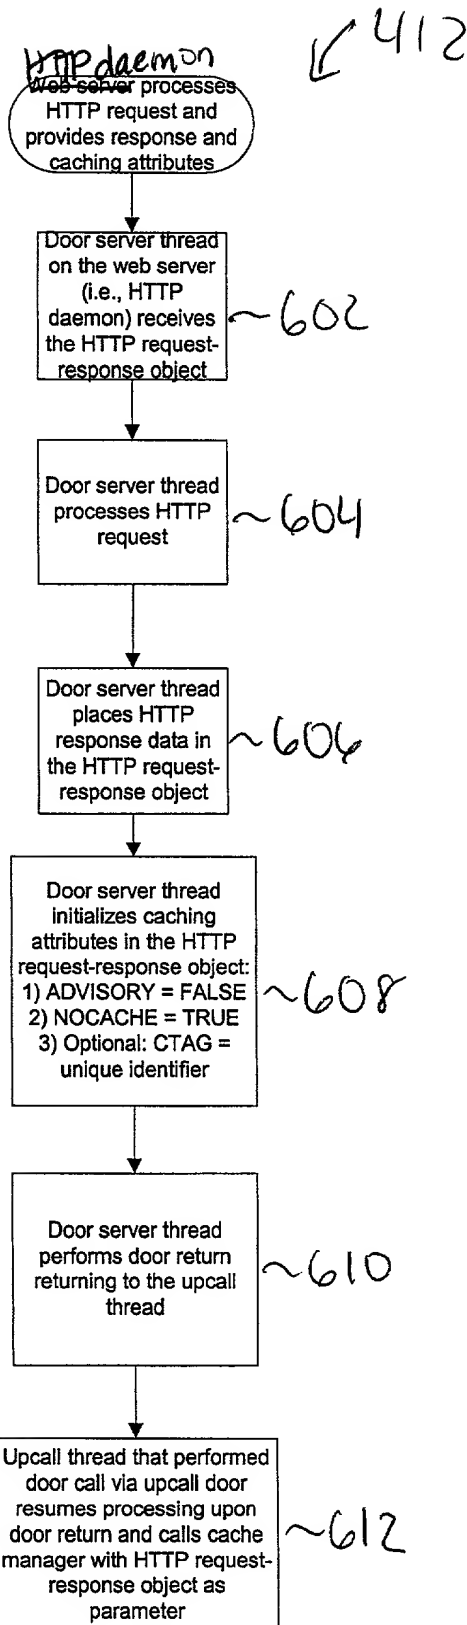 412
HTTP daemon
Web server processes
HTTP request and
provides response and
caching attributes
Door server thread
on the web server
(i.e., HTTP
daemon) receives
the HTTP request-
response object
~602
Door server thread
processes HTTP
request
~604
Door server thread
places HTTP
response data in
the HTTP request-
response object
~606
Door server thread
initializes caching
attributes in the HTTP
request-response object:
1) ADVISORY = FALSE
2) NOCACHE = TRUE
3) Optional: CTAG =
unique identifier
~608
Door server thread
performs door return
returning to the upcall
thread
~610
Upcall thread that performed
door call via upcall door
resumes processing upon
door return and calls cache
manager with HTTP request-
response object as
parameter
~612